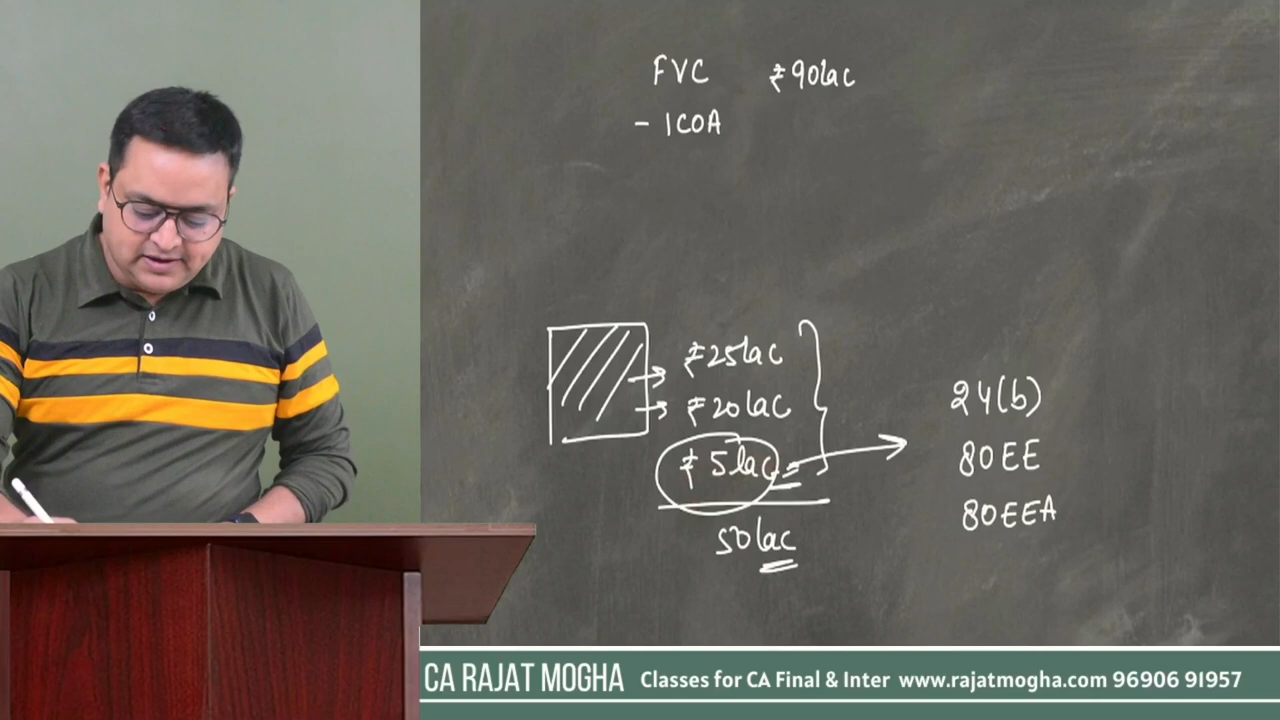 FVC ₹90lac
- ICOA
₹25lac
₹20lac
₹5lac
50lac
24(b)
80EE
80EEA
CA RAJAT MOGHA Classes for CA Final & Inter www.rajatmogha.com 96906 91957